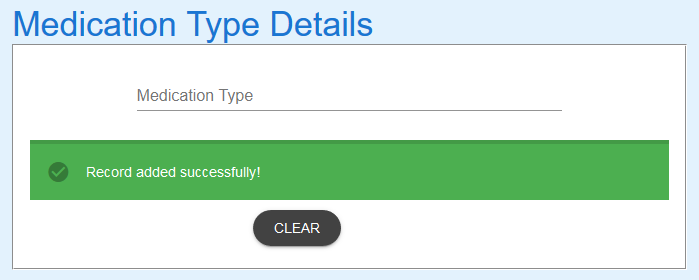 Medication Type Details
Medication Type
Record added successfully!
CLEAR